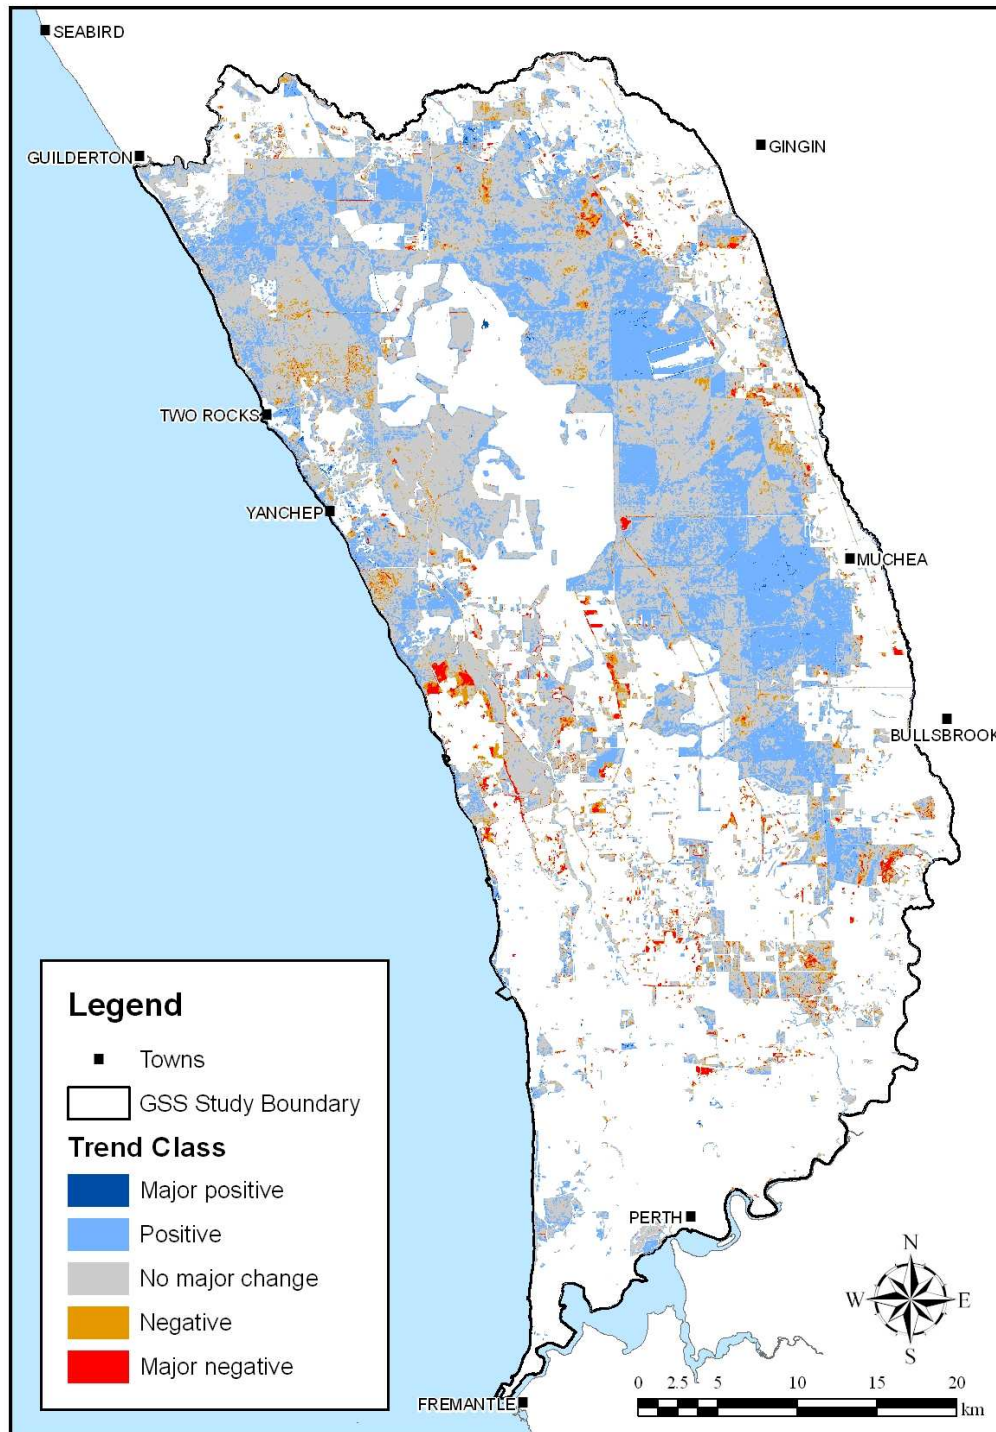 SEABIRD
GUILDERTON
GINGIN
TWO ROCKS
YANCHEP
MUCHEA
BULLSBROOK
Legend
Towns
GSS Study Boundary
Trend Class
Major positive
Positive
No major change
Negative
Major negative
PERTH
FREMANTLE
N
W E
S
0 2.5 5 10 15 20
km